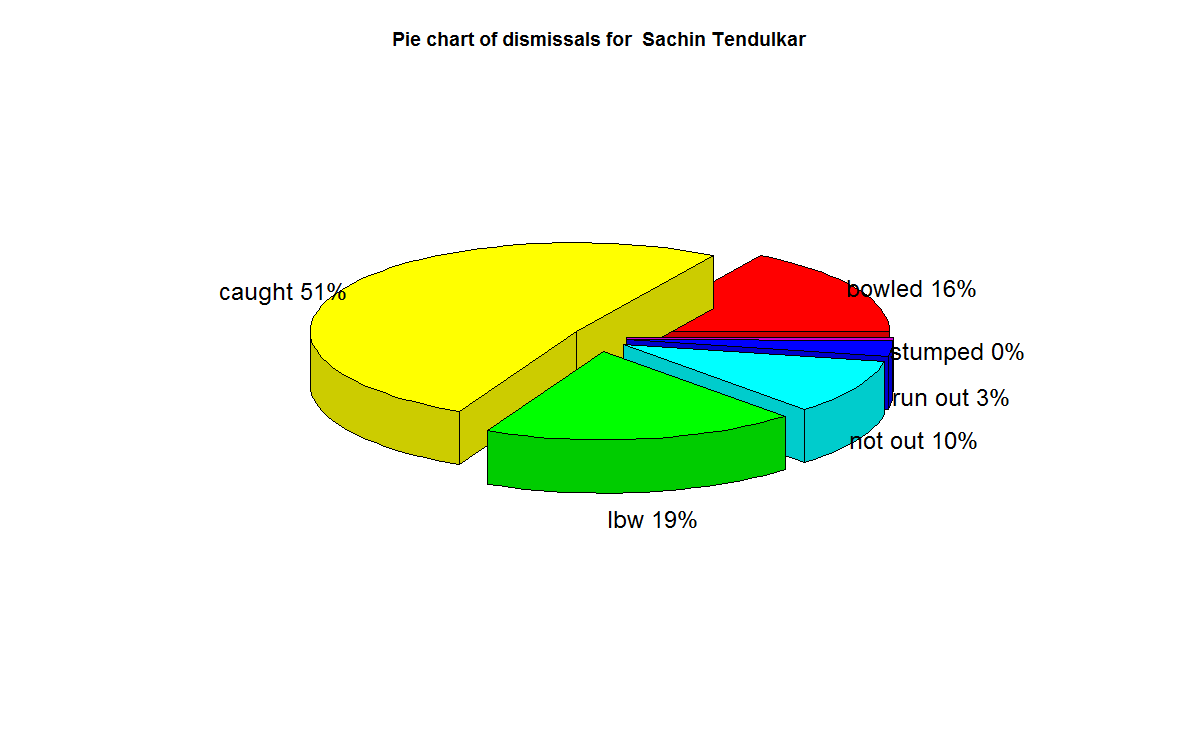 Pie chart of dismissals for  Sachin Tendulkar
bowled 16%
caught 51%
stumped 0%
run out 3%
not out 10%
lbw 19%